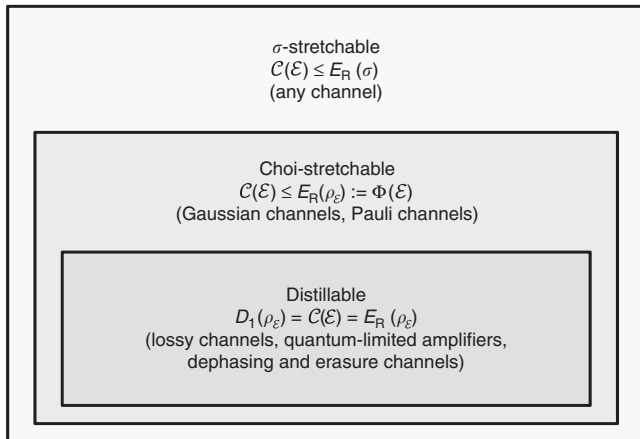 σ-stretchable
𝒞(ℰ) ≤ E_R (σ)
(any channel)
Choi-stretchable
𝒞(ℰ) ≤ E_R(ρ_ℰ) := Φ(ℰ)
(Gaussian channels, Pauli channels)
Distillable
D_1(ρ_ℰ) = 𝒞(ℰ) = E_R (ρ_ℰ)
(lossy channels, quantum-limited amplifiers,
dephasing and erasure channels)